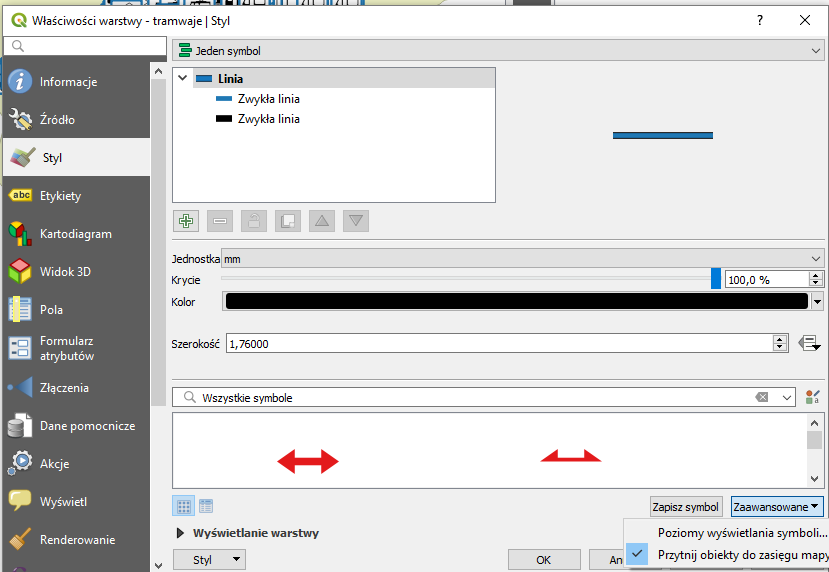 Właściwości warstwy - tramwaje | Styl
?
Jeden symbol
Informacje
Źródło
Styl
abc Etykiety
Kartodiagram
Widok 3D
Pola
Formularz
atrybutów
Złączenia
Dane pomocnicze
Akcje
Wyświetl
Renderowanie
Linia
Zwykła linia
Zwykła linia
Jednostka mm
Krycie 100,0 %
Kolor
Szerokość 1,76000
Wszystkie symbole
Zapisz symbol Zaawansowane
Poziomy wyświetlania symboli...
Przytnij obiekty do zasięgu mapy
Wyświetlanie warstwy
Styl OK An